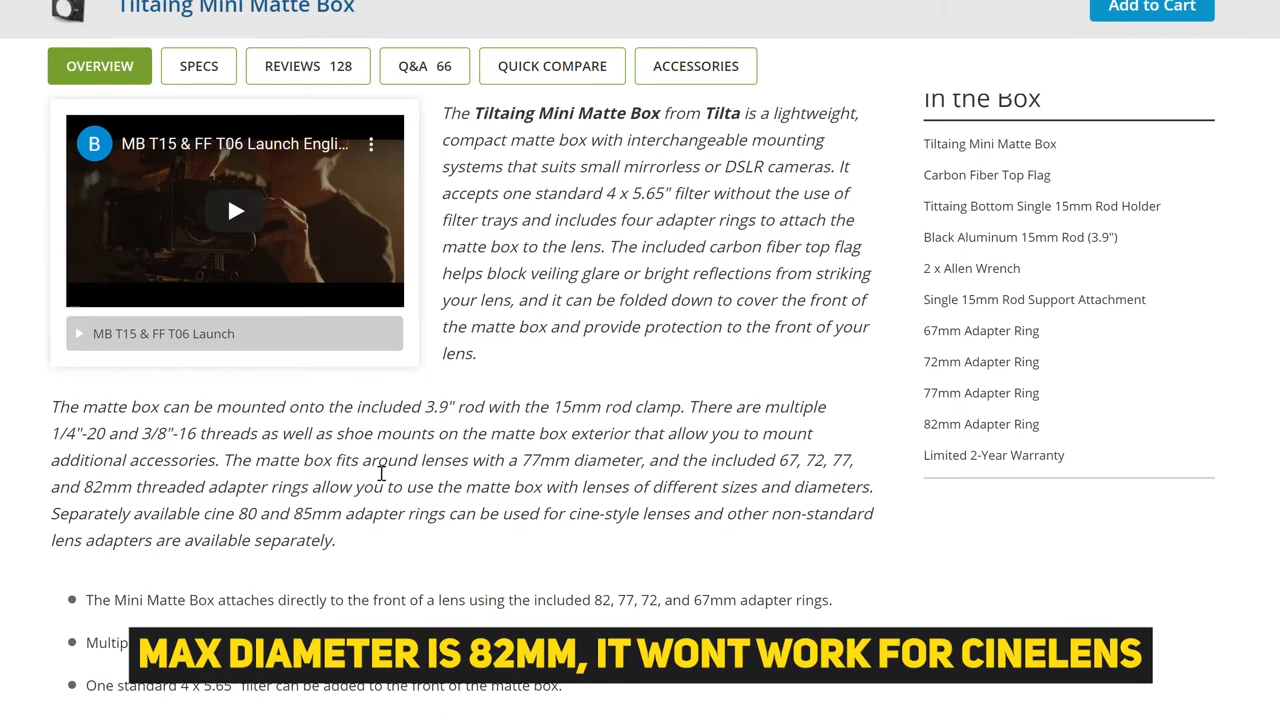 Tiltaing Mini Matte Box
Add to Cart
OVERVIEW
SPECS
REVIEWS 128
Q&A 66
QUICK COMPARE
ACCESSORIES
B
MB T15 & FF T06 Launch Engli...
MB T15 & FF T06 Launch
The Tiltaing Mini Matte Box from Tilta is a lightweight,
compact matte box with interchangeable mounting
systems that suits small mirrorless or DSLR cameras. It
accepts one standard 4 x 5.65" filter without the use of
filter trays and includes four adapter rings to attach the
matte box to the lens. The included carbon fiber top flag
helps block veiling glare or bright reflections from striking
your lens, and it can be folded down to cover the front of
the matte box and provide protection to the front of your
lens.
The matte box can be mounted onto the included 3.9" rod with the 15mm rod clamp. There are multiple
1/4"-20 and 3/8"-16 threads as well as shoe mounts on the matte box exterior that allow you to mount
additional accessories. The matte box fits around lenses with a 77mm diameter, and the included 67, 72, 77,
and 82mm threaded adapter rings allow you to use the matte box with lenses of different sizes and diameters.
Separately available cine 80 and 85mm adapter rings can be used for cine-style lenses and other non-standard
lens adapters are available separately.
The Mini Matte Box attaches directly to the front of a lens using the included 82, 77, 72, and 67mm adapter rings.
Multip
One standard 4 x 5.65" filter can be added to the front of the matte box.
In the Box
Tiltaing Mini Matte Box
Carbon Fiber Top Flag
Tittaing Bottom Single 15mm Rod Holder
Black Aluminum 15mm Rod (3.9")
2 x Allen Wrench
Single 15mm Rod Support Attachment
67mm Adapter Ring
72mm Adapter Ring
77mm Adapter Ring
82mm Adapter Ring
Limited 2-Year Warranty
MAX DIAMETER IS 82MM, IT WONT WORK FOR CINELENS